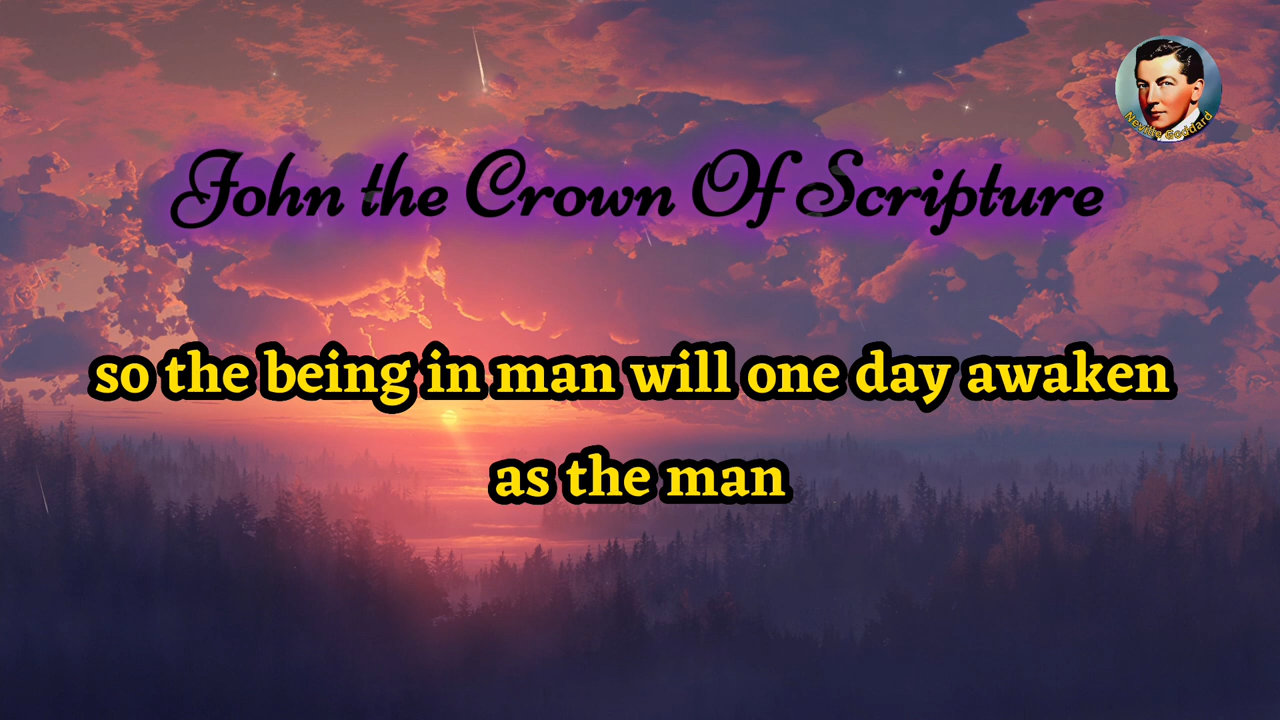 Neville Goddard
John the Crown Of Scripture
so the being in man will one day awaken
as the man